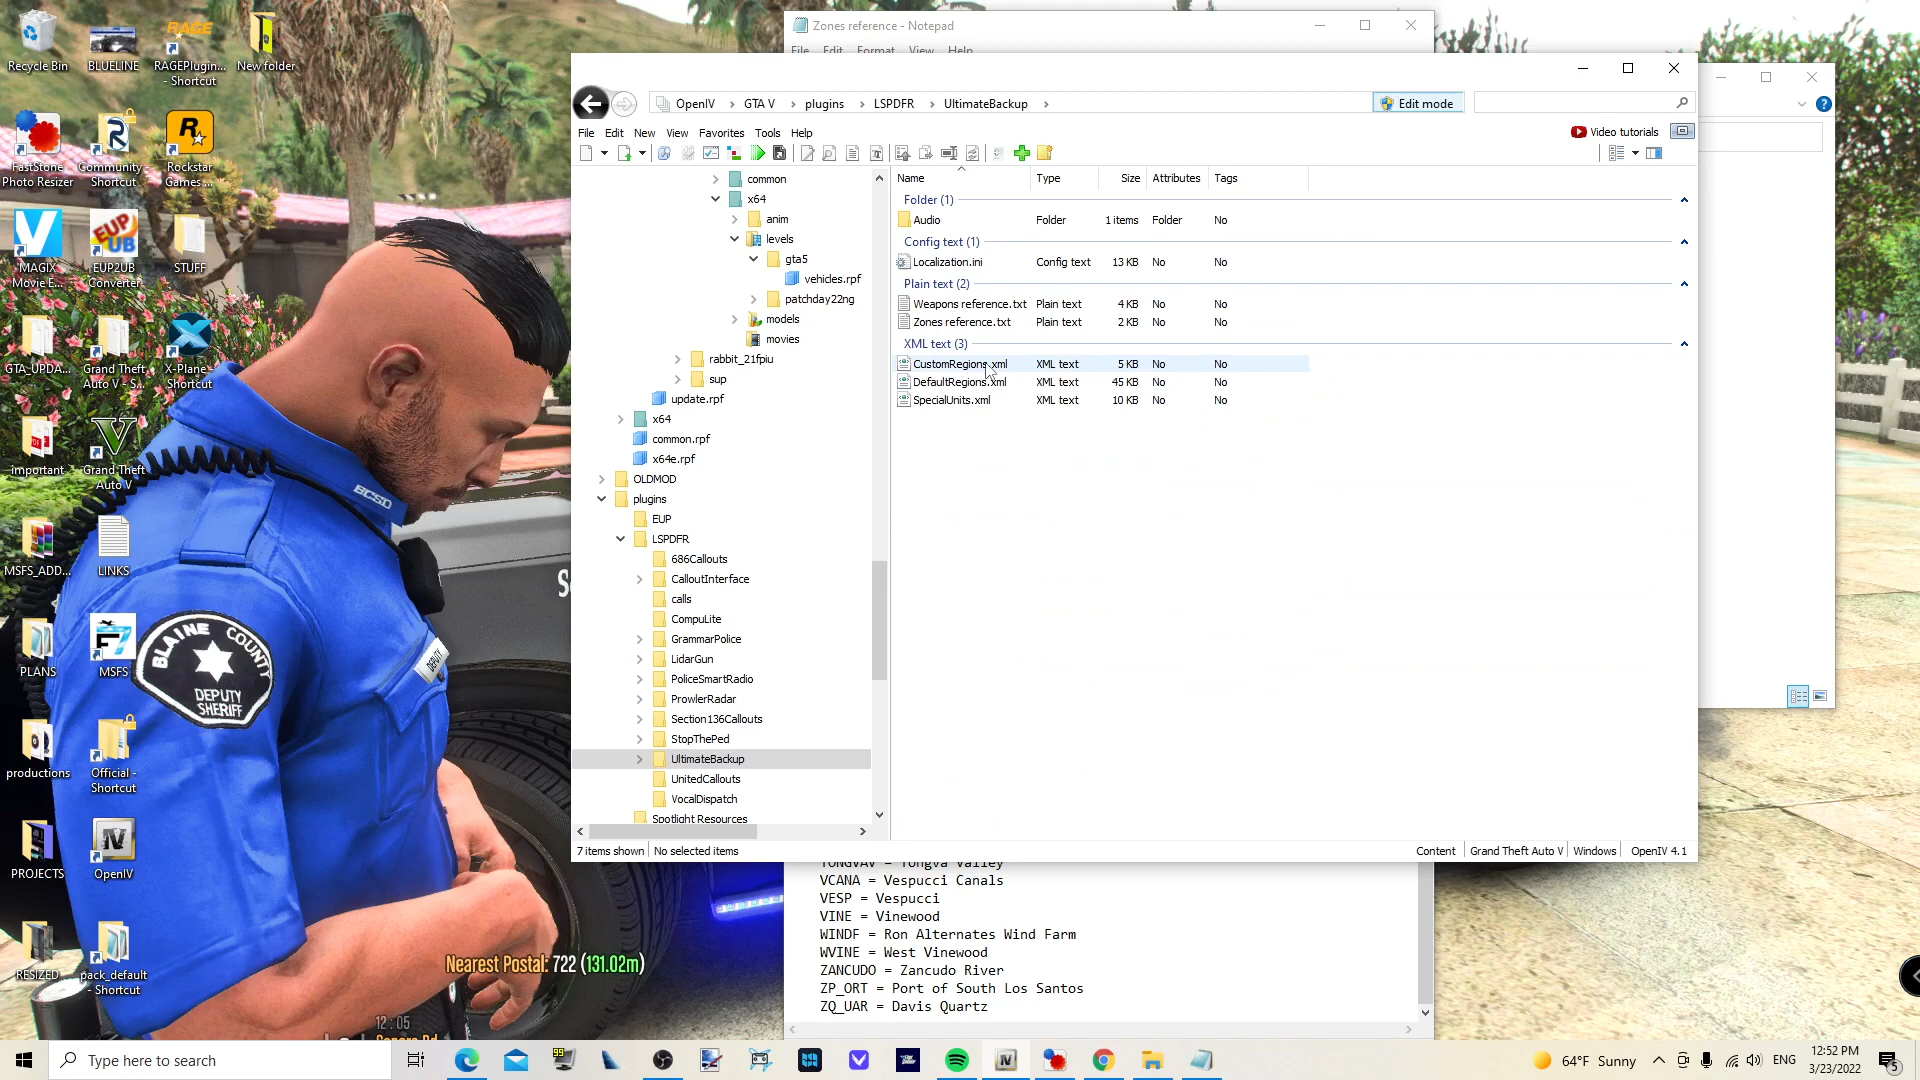 Recycle Bin
BLUELINE
RAGE
RAGEPlugin...
- Shortcut
New folder
FastStone
Photo Resizer
Community
Shortcut
Rockstar
Games ...
MAGIX
Movie E...
EUP
UB
EUP2UB
Converter
STUFF
GTA_UPDA...
Grand Theft
Auto V - S...
X-Plane -
Shortcut
important
Grand Theft
Auto V
MSFS_ADD...
LINKS
PLANS
MSFS
productions
Official -
Shortcut
PROJECTS
OpenIV
RESIZED
pack_default
- Shortcut
BCSO
BLAINE COUNTY
DEPUTY
SHERIFF
DEPUTY
Nearest Postal: 722 (131.02m)
12:05
Zones reference - Notepad
File Edit Format View Help
OpenIV > GTA V > plugins > LSPDFR > UltimateBackup >
Edit mode
File Edit New View Favorites Tools Help
Video tutorials
common
x64
anim
levels
gta5
vehicles.rpf
patchday22ng
models
movies
rabbit_21fpiu
sup
update.rpf
x64
common.rpf
x64e.rpf
OLDMOD
plugins
EUP
LSPDFR
686Callouts
CalloutInterface
calls
CompuLite
GrammarPolice
LidarGun
PoliceSmartRadio
ProwlerRadar
Section136Callouts
StopThePed
UltimateBackup
UnitedCallouts
VocalDispatch
Spotlight Resources
Name Type Size Attributes Tags
Folder (1)
Audio Folder 1 items Folder No
Config text (1)
Localization.ini Config text 13 KB No No
Plain text (2)
Weapons reference.txt Plain text 4 KB No No
Zones reference.txt Plain text 2 KB No No
XML text (3)
CustomRegions.xml XML text 5 KB No No
DefaultRegions.xml XML text 45 KB No No
SpecialUnits.xml XML text 10 KB No No
7 items shown No selected items
Content Grand Theft Auto V Windows OpenIV 4.1
TONGVAV = Tongva Valley
VCANA = Vespucci Canals
VESP = Vespucci
VINE = Vinewood
WINDF = Ron Alternates Wind Farm
WVINE = West Vinewood
ZANCUDO = Zancudo River
ZP_ORT = Port of South Los Santos
ZQ_UAR = Davis Quartz
Type here to search
99
64°F Sunny
ENG
12:52 PM
3/23/2022
5